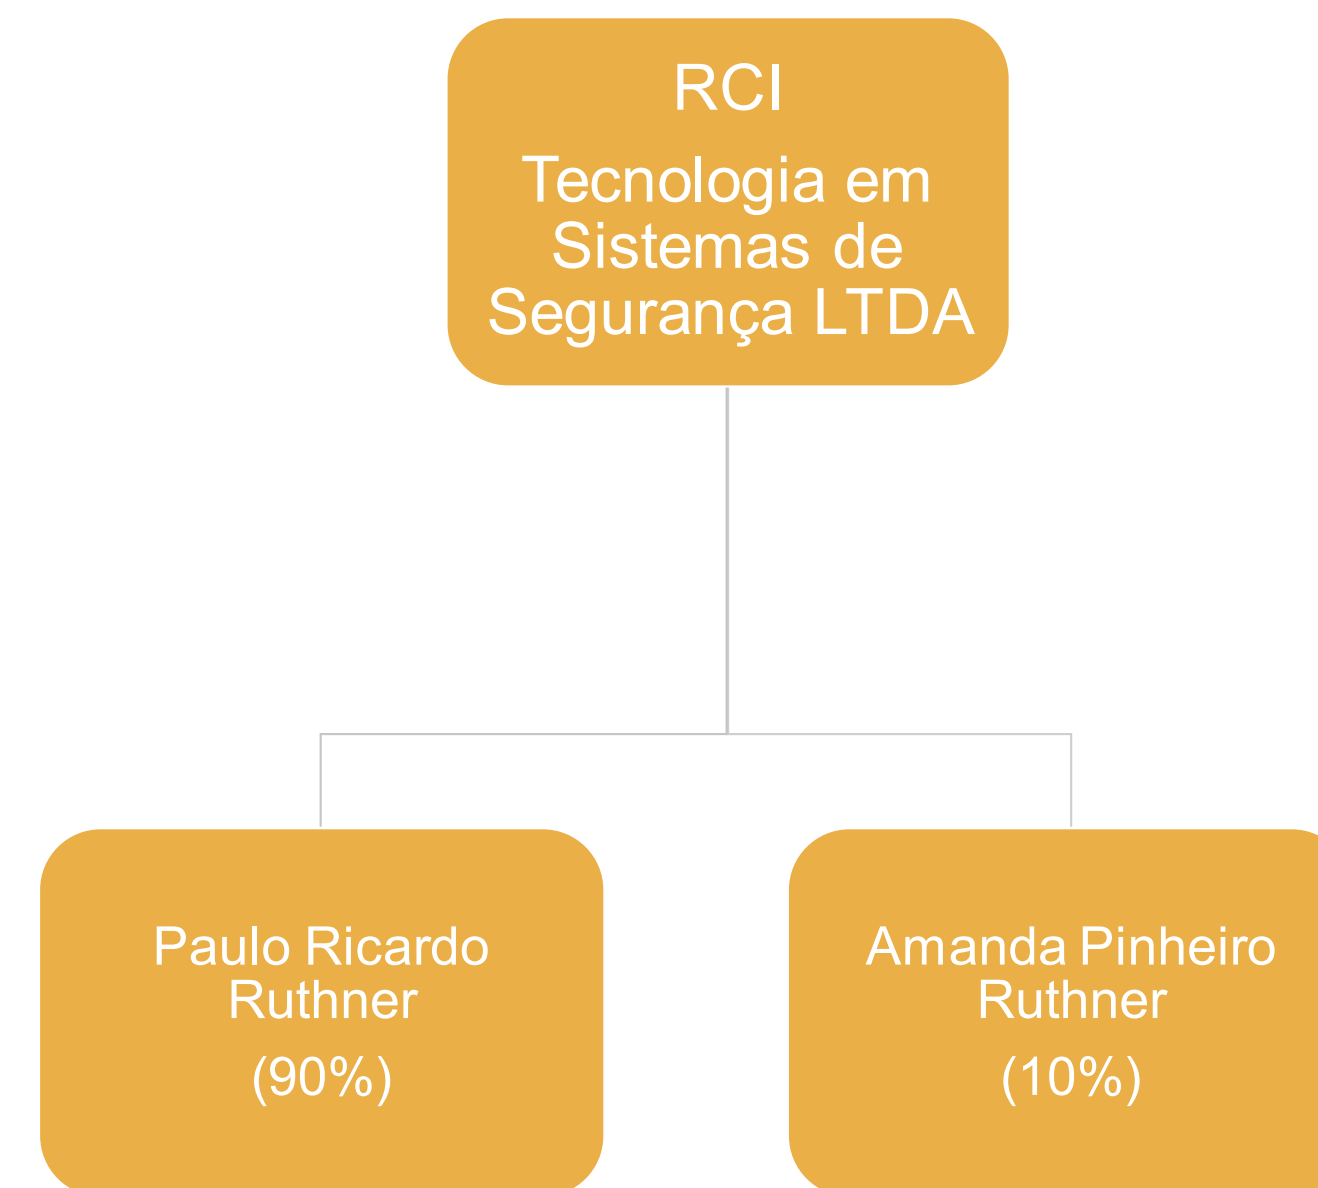 RCI
Tecnologia em
Sistemas de
Segurança LTDA
Paulo Ricardo
Ruthner
(90%)
Amanda Pinheiro
Ruthner
(10%)